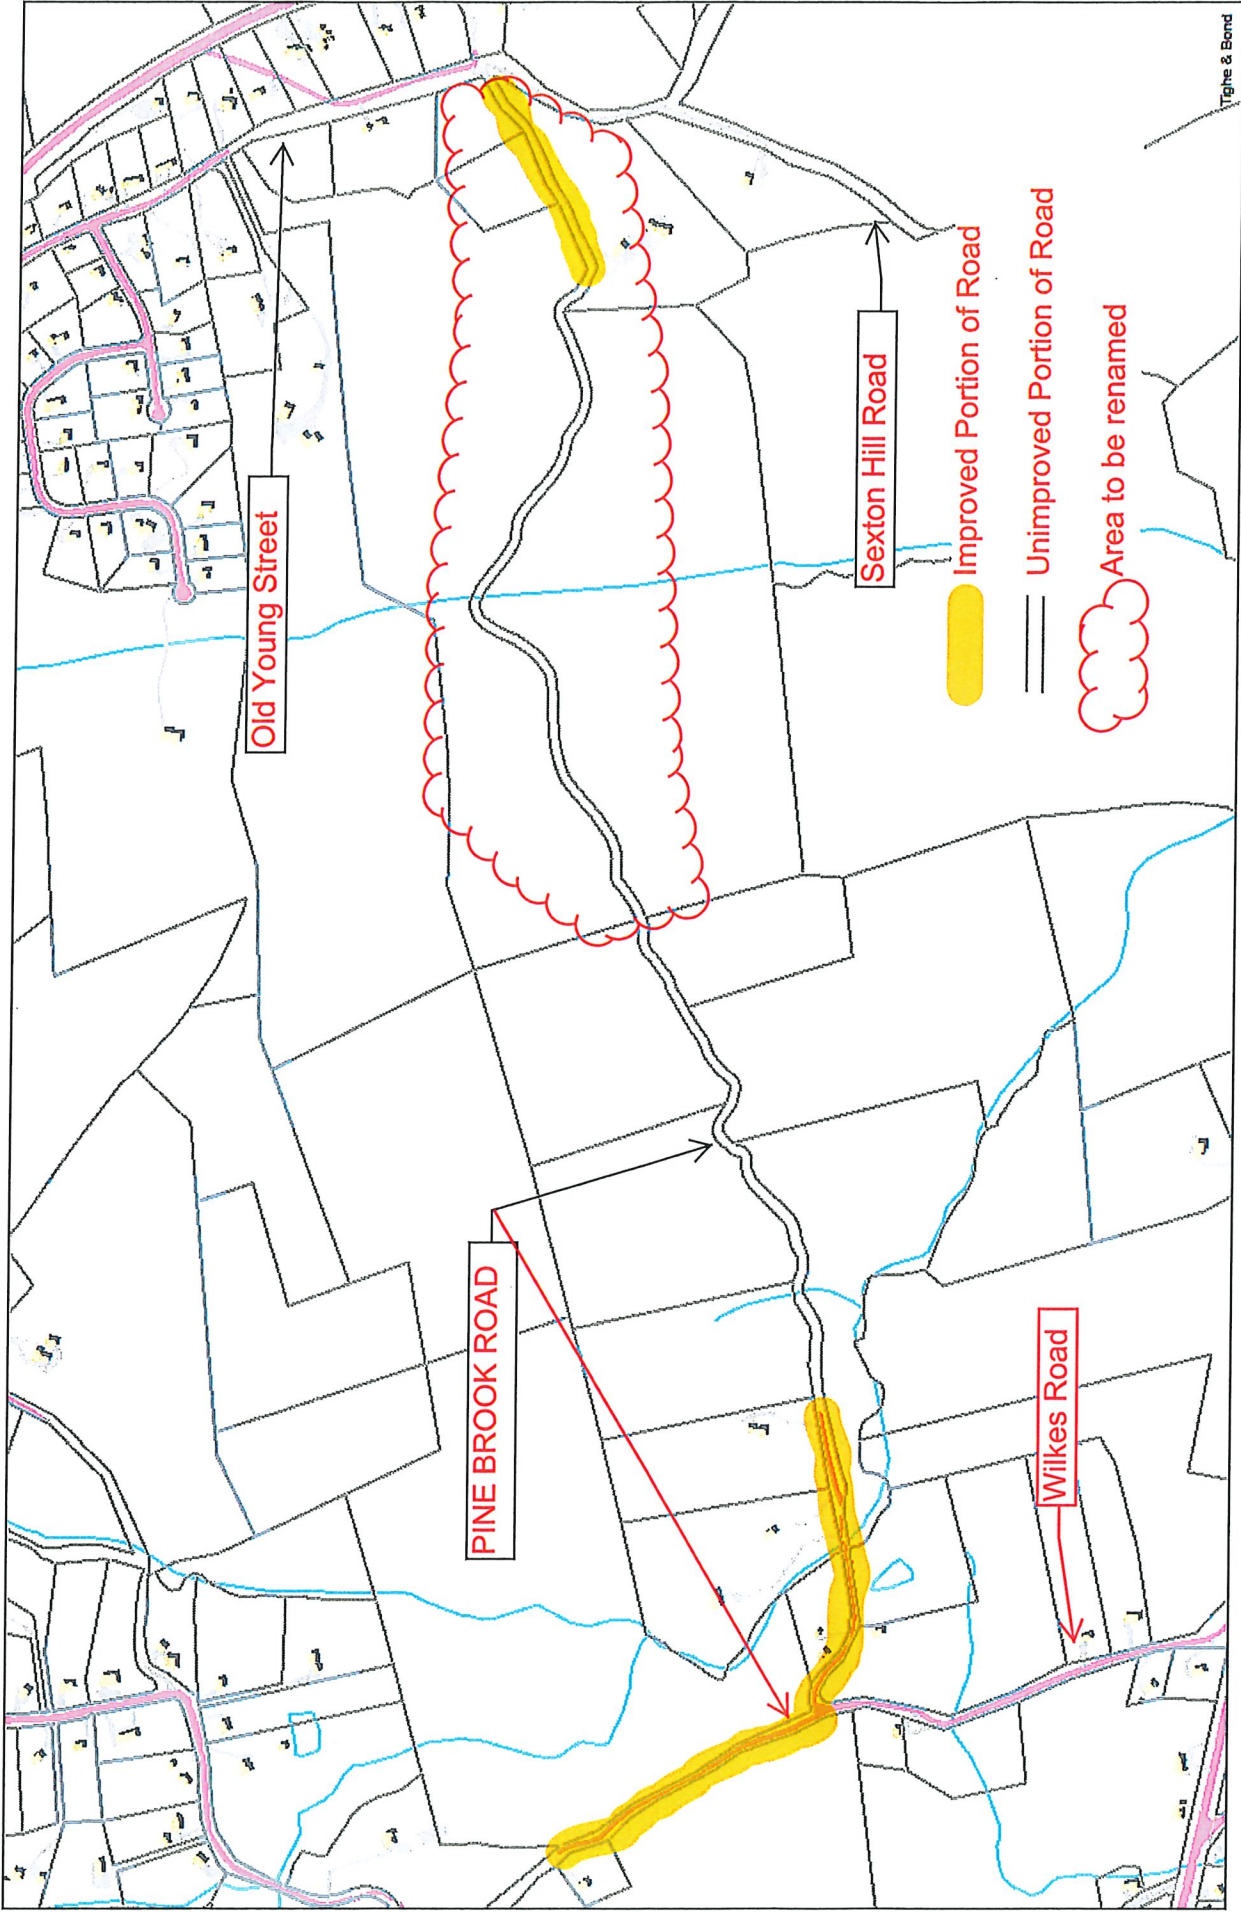 Old Young Street
PINE BROOK ROAD
Sexton Hill Road
Wilkes Road
Improved Portion of Road
Unimproved Portion of Road
Area to be renamed
Tighe & Bond